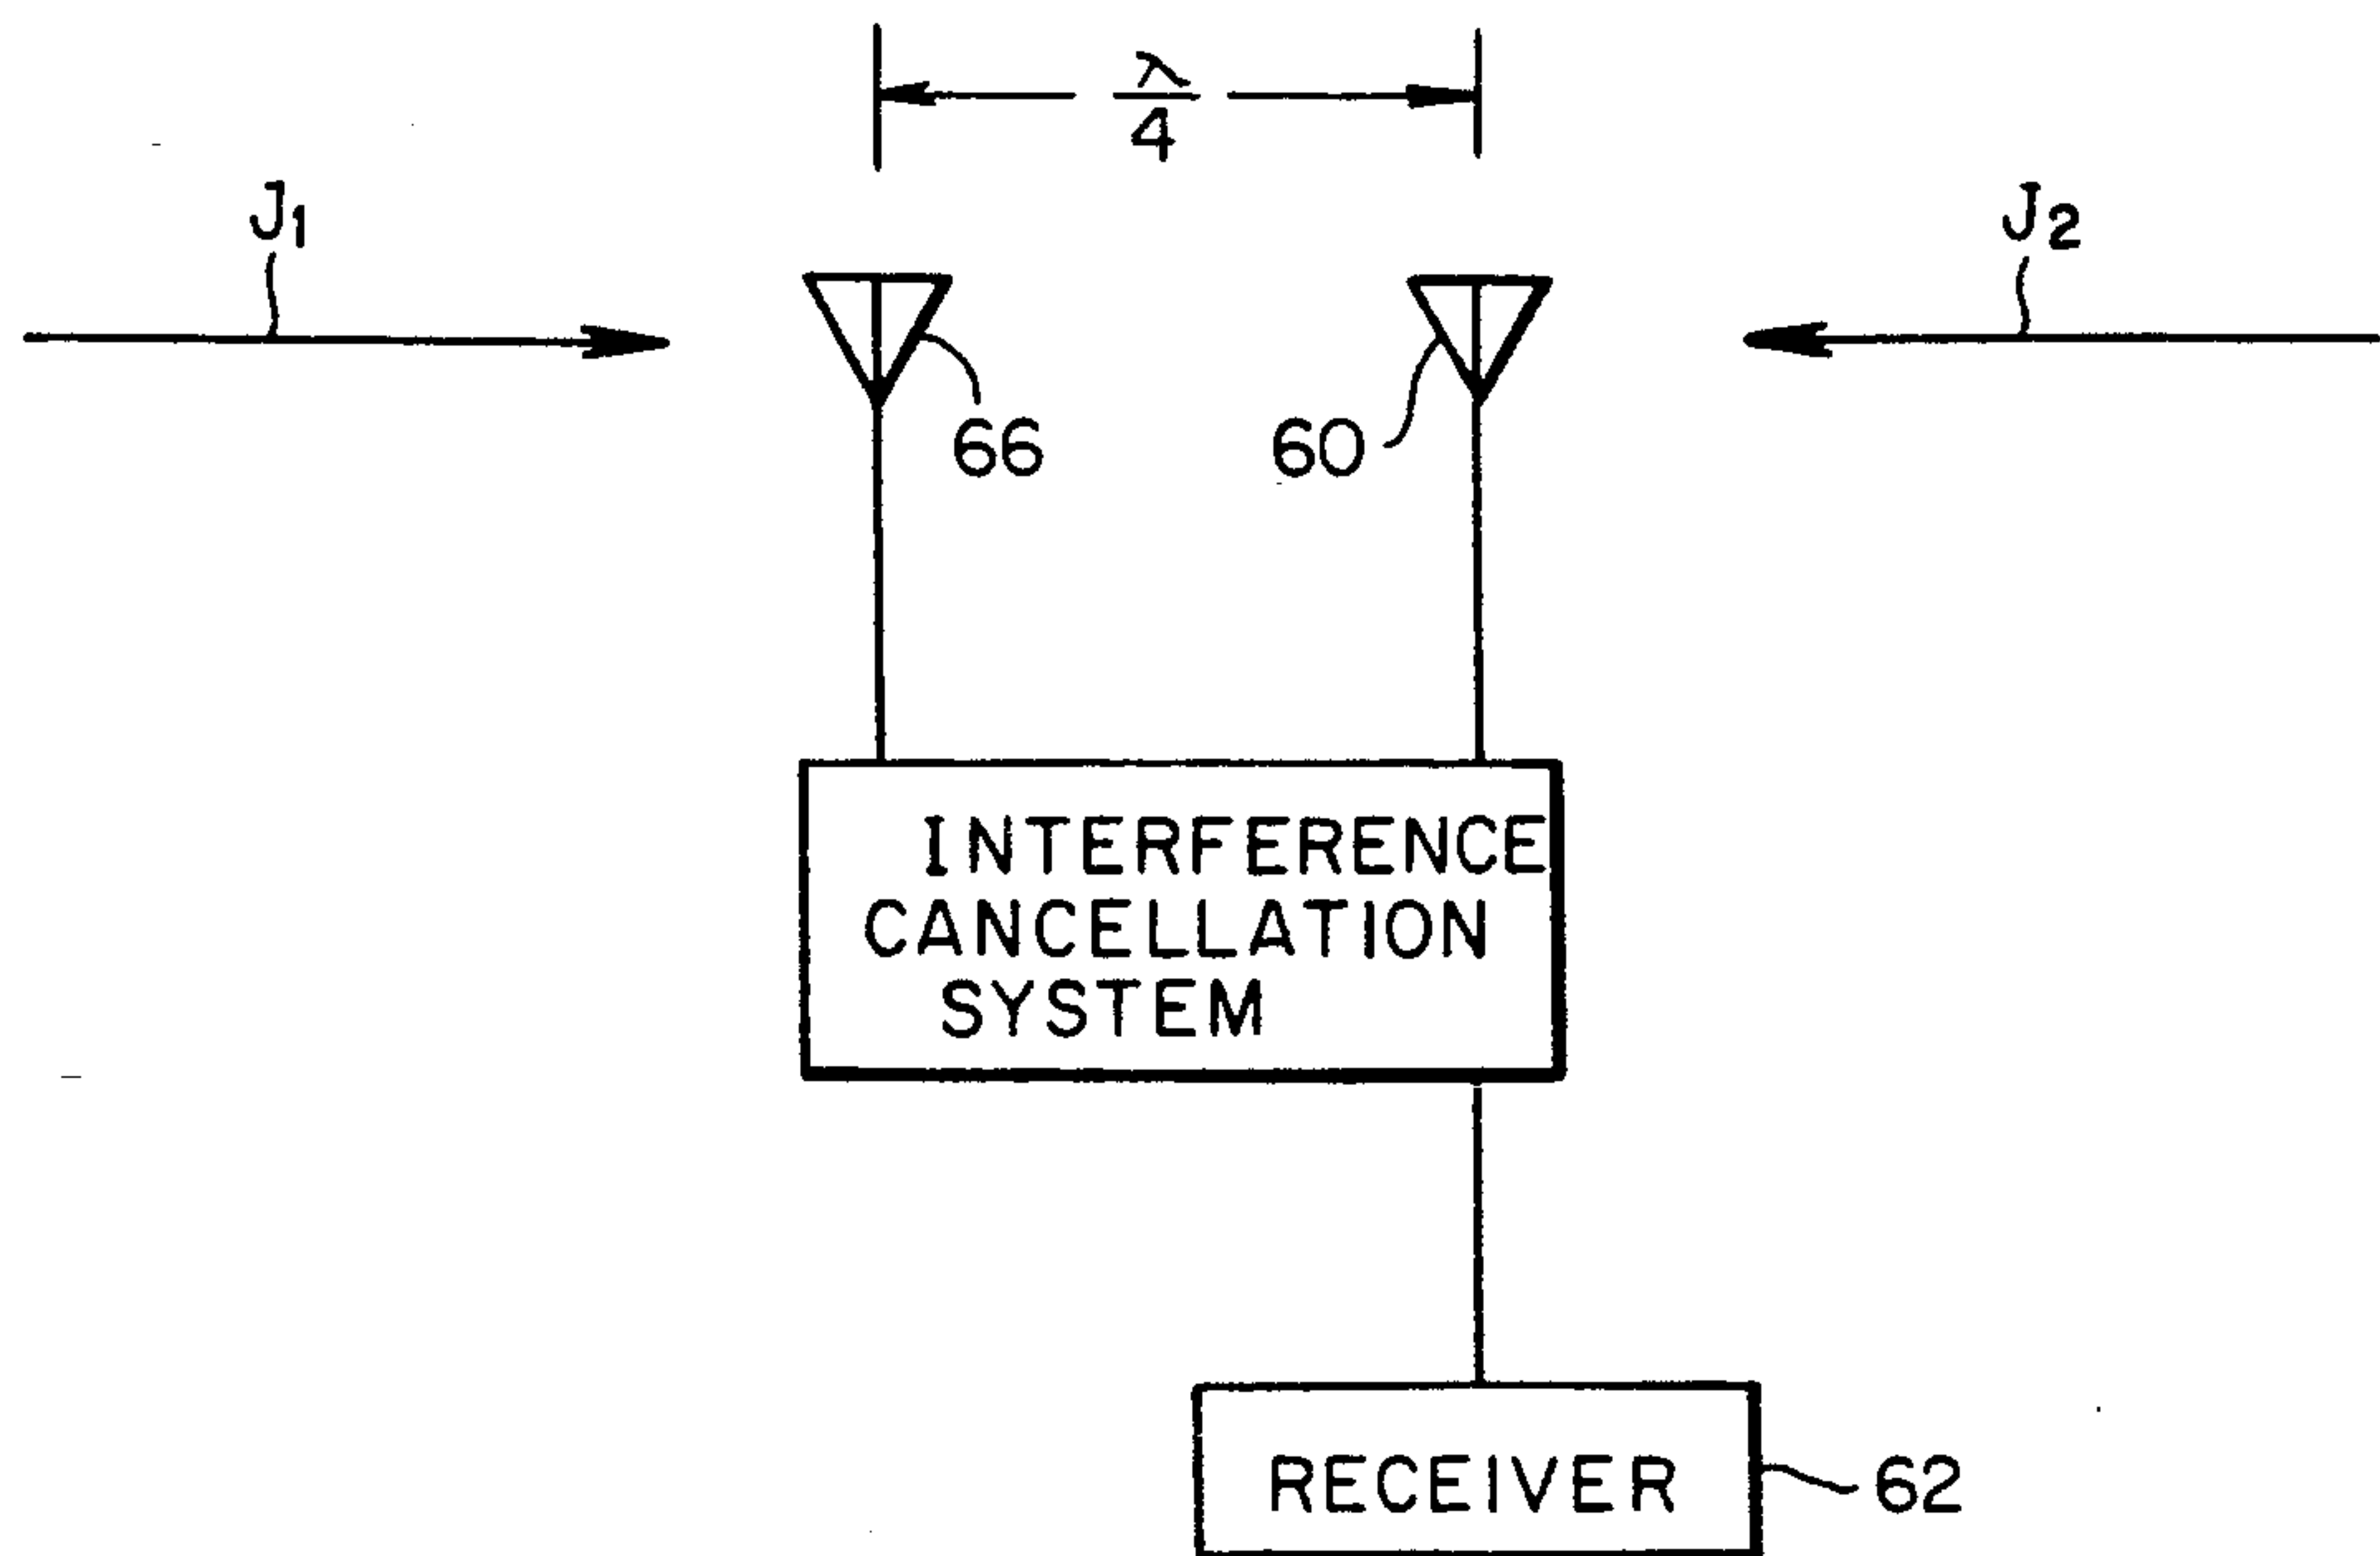 λ
4
J1
J2
66
60
INTERFERENCE
CANCELLATION
SYSTEM
RECEIVER
62